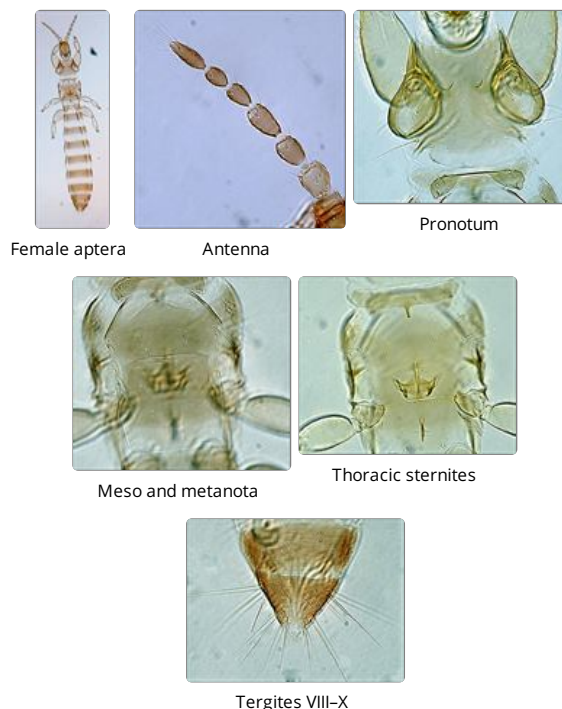 Female aptera
Antenna
Pronotum
Meso and metanota
Thoracic sternites
Tergites VIII–X